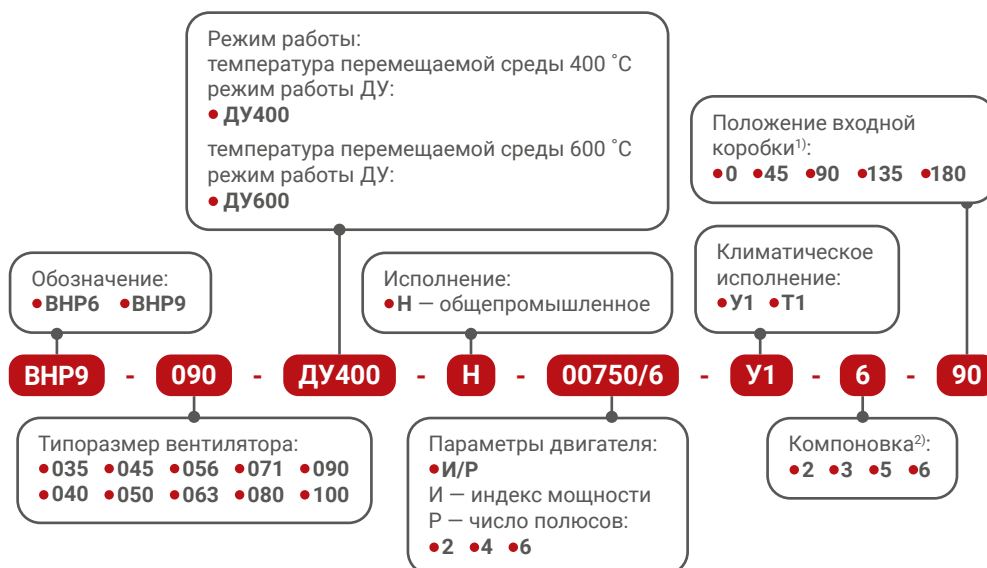 Режим работы:
температура перемещаемой среды 400 ˚С
режим работы ДУ:
• ДУ400
температура перемещаемой среды 600 ˚С
режим работы ДУ:
• ДУ600
Положение входной
коробки¹⁾:
•0 •45 •90 •135 •180
Обозначение:
•ВНР6 •ВНР9
Исполнение:
•Н — общепромышленное
Климатическое
исполнение:
•У1 •Т1
ВНР9 - 090 - ДУ400 - Н - 00750/6 - У1 - 6 - 90
Типоразмер вентилятора:
•035 •045 •056 •071 •090
•040 •050 •063 •080 •100
Параметры двигателя:
•И/Р
И — индекс мощности
Р — число полюсов:
•2 •4 •6
Компоновка²⁾:
•2 •3 •5 •6